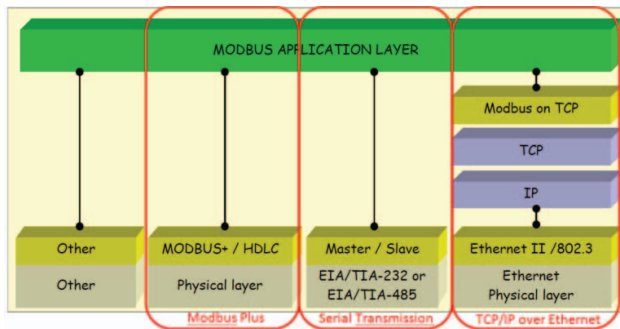 MODBUS APPLICATION LAYER
Modbus on TCP
TCP
IP
Other
MODBUS+ / HDLC
Master / Slave
Ethernet II /802.3
Other
Physical layer
EIA/TIA-232 or
EIA/TIA-485
Ethernet
Physical layer
Modbus Plus
Serial Transmission
TCP/IP over Ethernet